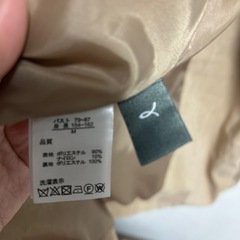 バスト 79-87
身長 154-162
M
品質
表地 ポリエステル 90%
ナイロン 10%
裏地 ポリエステル 100%
洗濯表示